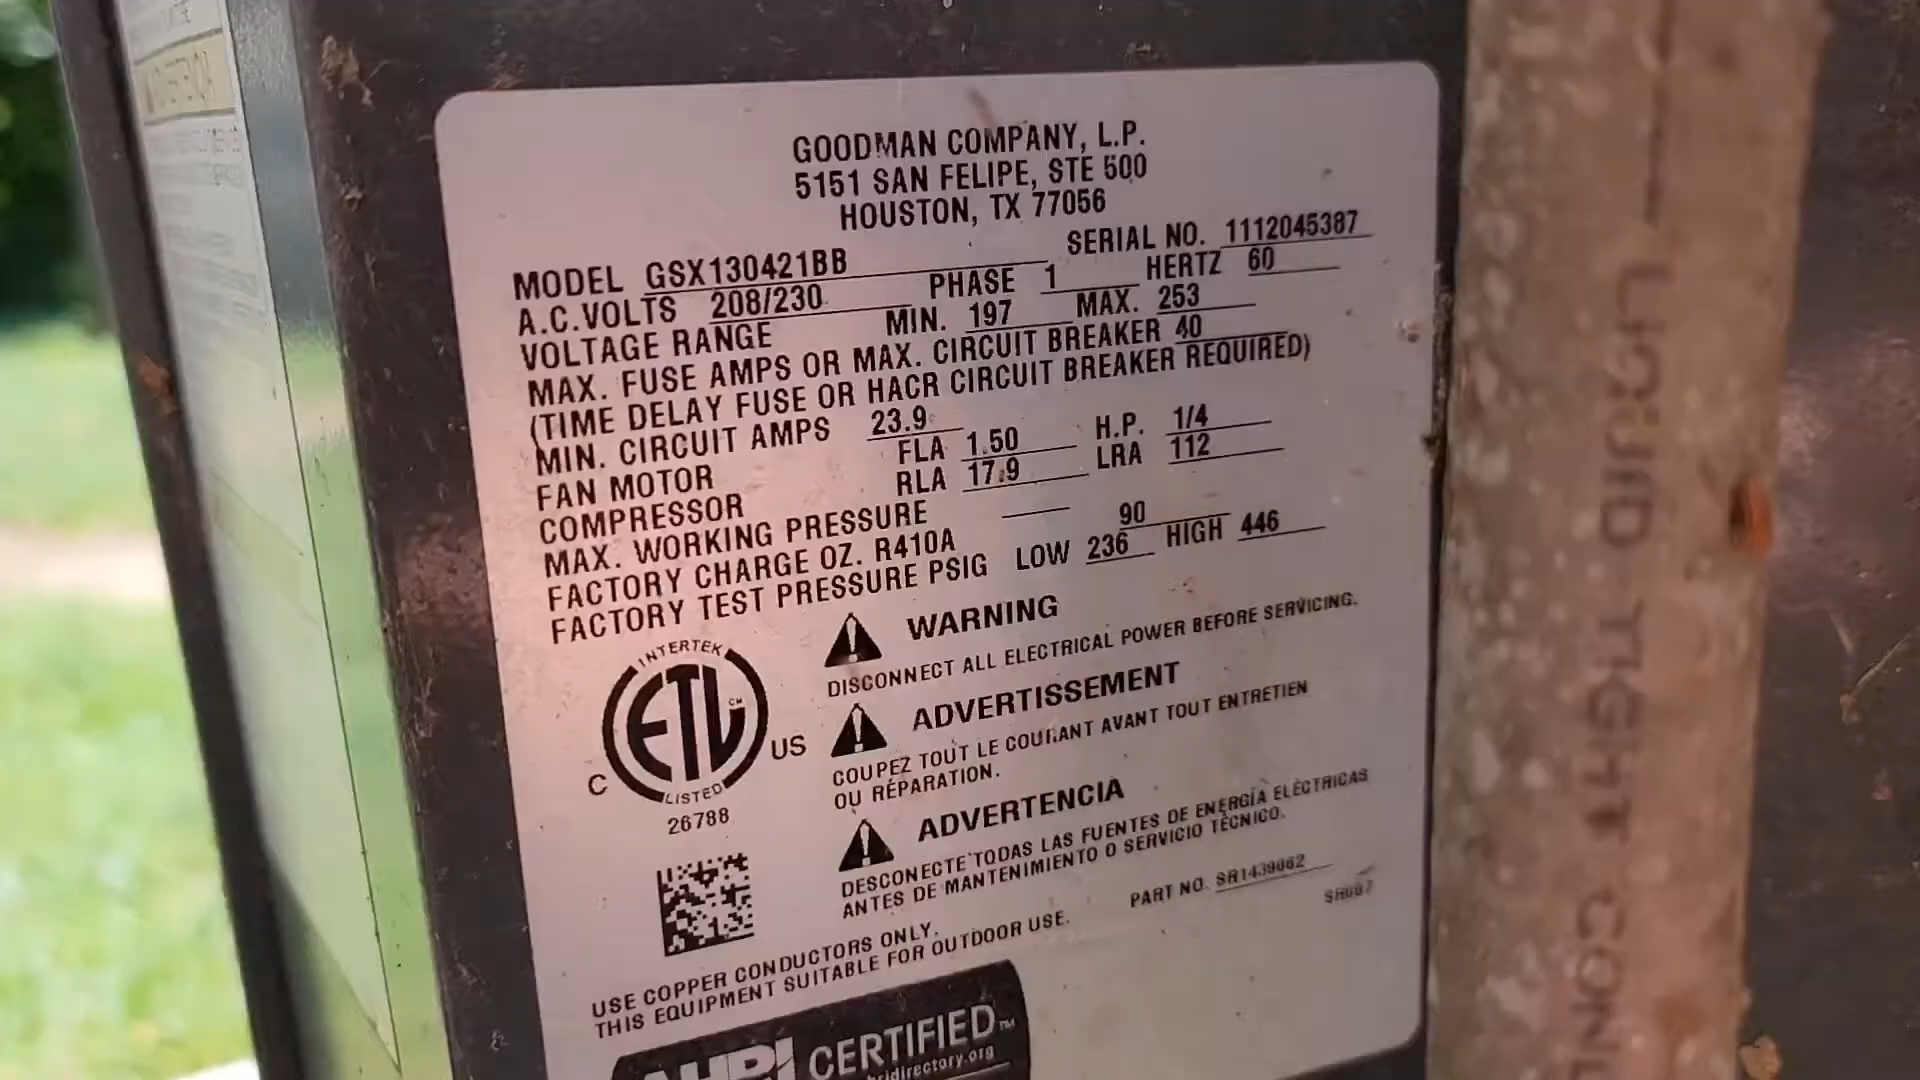 GOODMAN COMPANY, L.P.
5151 SAN FELIPE, STE 500
HOUSTON, TX 77056
SERIAL NO. 1112045387
MODEL GSX130421BB
A.C.VOLTS 208/230 PHASE 1 HERTZ 60
VOLTAGE RANGE MIN. 197 MAX. 253
MAX. FUSE AMPS OR MAX. CIRCUIT BREAKER 40
(TIME DELAY FUSE OR HACR CIRCUIT BREAKER REQUIRED)
MIN. CIRCUIT AMPS 23.9
FAN MOTOR FLA 1.50 H.P. 1/4
COMPRESSOR RLA 17.9 LRA 112
MAX. WORKING PRESSURE
FACTORY CHARGE OZ. R410A 90
FACTORY TEST PRESSURE PSIG LOW 236 HIGH 446
INTERTEK
ETL CM
LISTED
C US
26788
WARNING
DISCONNECT ALL ELECTRICAL POWER BEFORE SERVICING.
ADVERTISSEMENT
COUPEZ TOUT LE COURANT AVANT TOUT ENTRETIEN
OU RÉPARATION.
ADVERTENCIA
DESCONECTE TODAS LAS FUENTES DE ENERGÍA ELÉCTRICAS
ANTES DE MANTENIMIENTO O SERVICIO TÉCNICO.
PART NO.
USE COPPER CONDUCTORS ONLY.
THIS EQUIPMENT SUITABLE FOR OUTDOOR USE.
CERTIFIED™
LIQUID TIGHT